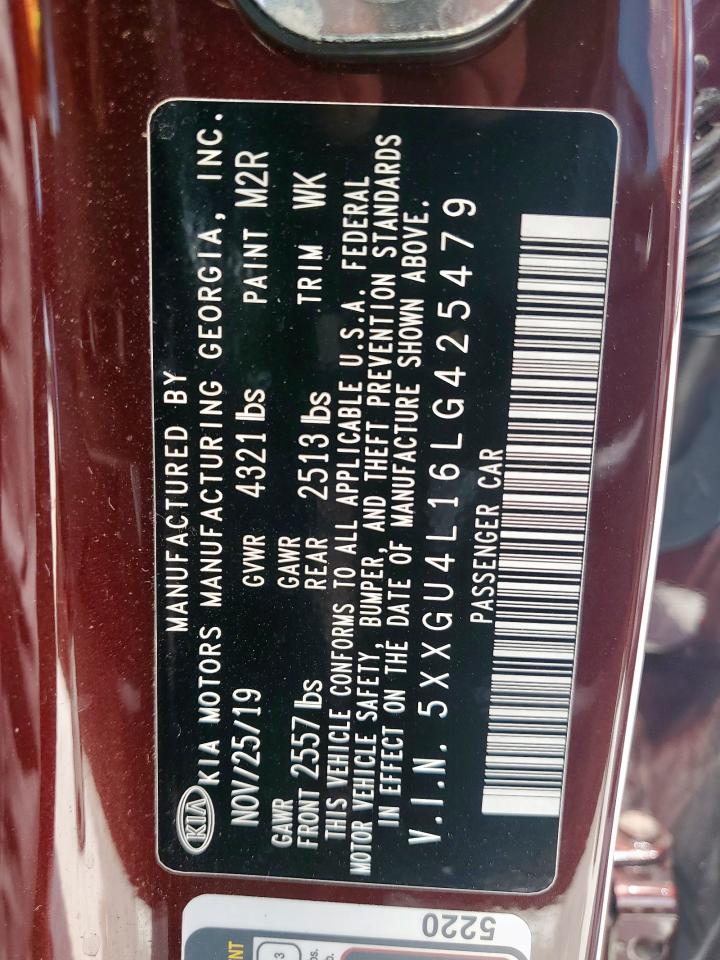 MANUFACTURED BY
KIA KIA MOTORS MANUFACTURING GEORGIA, INC.
NOV/25/19 GVWR 4321 lbs PAINT M2R
GAWR GAWR
FRONT 2557 lbs REAR 2513 lbs TRIM WK
THIS VEHICLE CONFORMS TO ALL APPLICABLE U.S.A. FEDERAL
MOTOR VEHICLE SAFETY, BUMPER, AND THEFT PREVENTION STANDARDS
IN EFFECT ON THE DATE OF MANUFACTURE SHOWN ABOVE.
V.I.N. 5XXGU4L16LG425479
PASSENGER CAR
5220
3